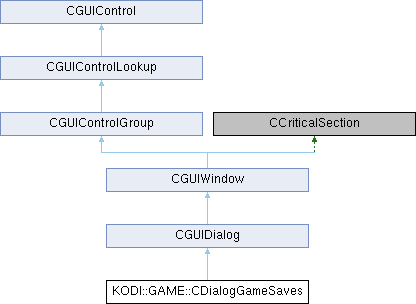 CGUIControl
CGUIControlLookup
CGUIControlGroup
CCriticalSection
CGUIWindow
CGUIDialog
KODI::GAME::CDialogGameSaves